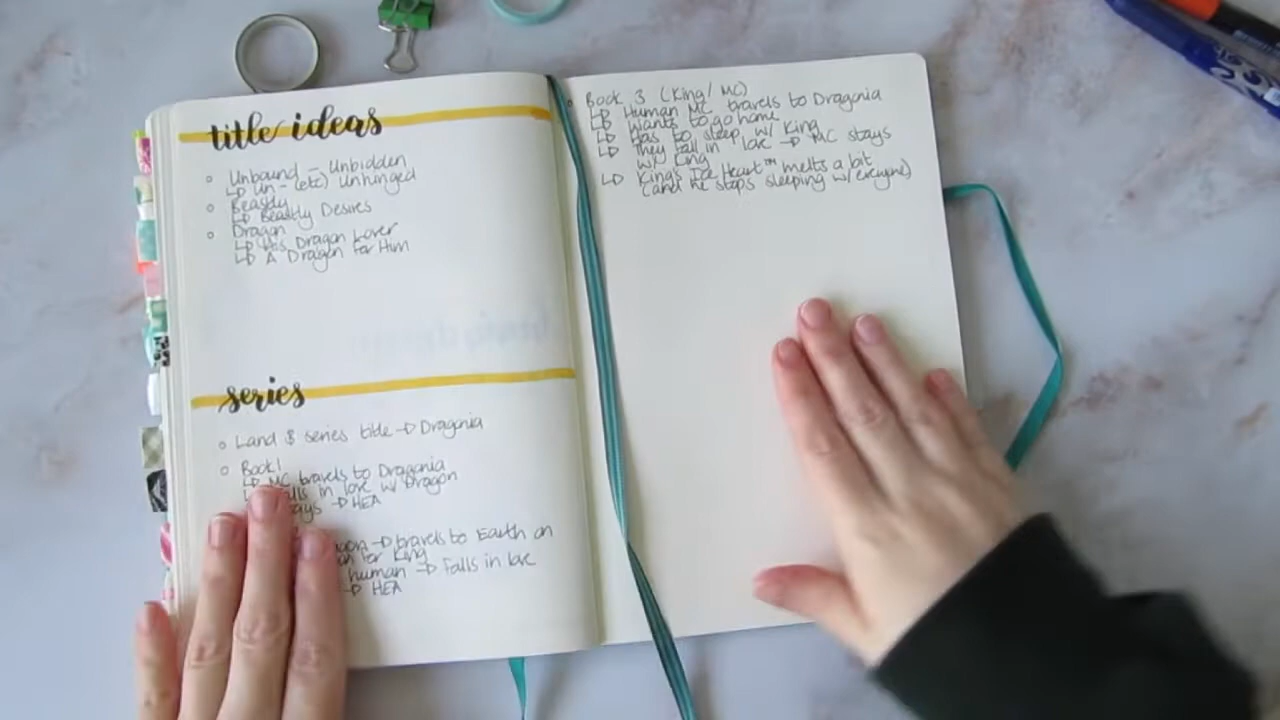 title ideas
Unbound - Unbidden
↳ Un-(etc) Unhinged
Beastly
↳ Beastly Desires
Dragon
↳ His Dragon Lover
↳ A Dragon for Him
series
Land & series title → Dragonia
Book 1
↳ MC travels to Dragonia
falls in love w/ Dragon
→ HEA
→ travels to Earth on
for King
human → falls in love
→ HEA
Book 3 (King/MC)
↳ Human MC travels to Dragonia
↳ Wants to go home
↳ Has to sleep w/ King
↳ They fall in love → MC stays
w/ King
↳ King's Ice Heart™ melts a bit
(and he stops sleeping w/ everyone)